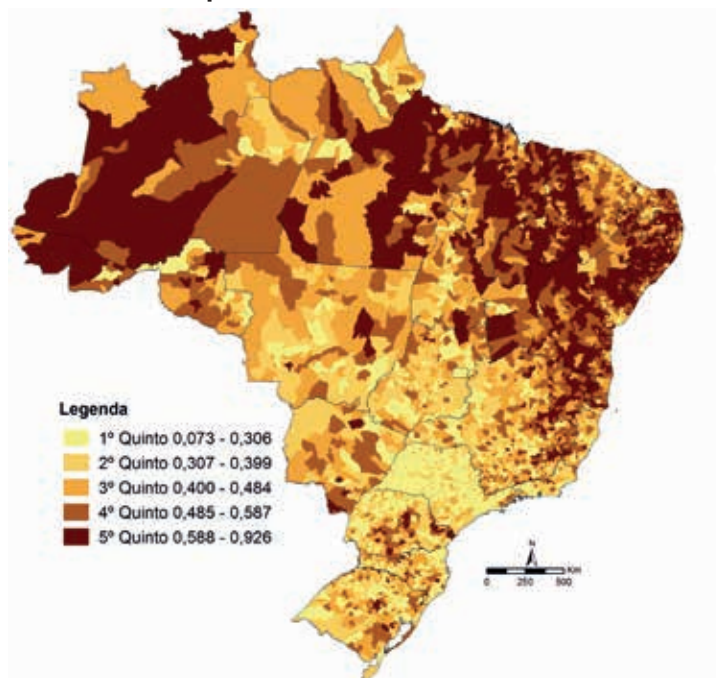 Legenda
1º Quinto 0,073 - 0,306
2º Quinto 0,307 - 0,399
3º Quinto 0,400 - 0,484
4º Quinto 0,485 - 0,587
5º Quinto 0,588 - 0,926
N
Km
0 250 500